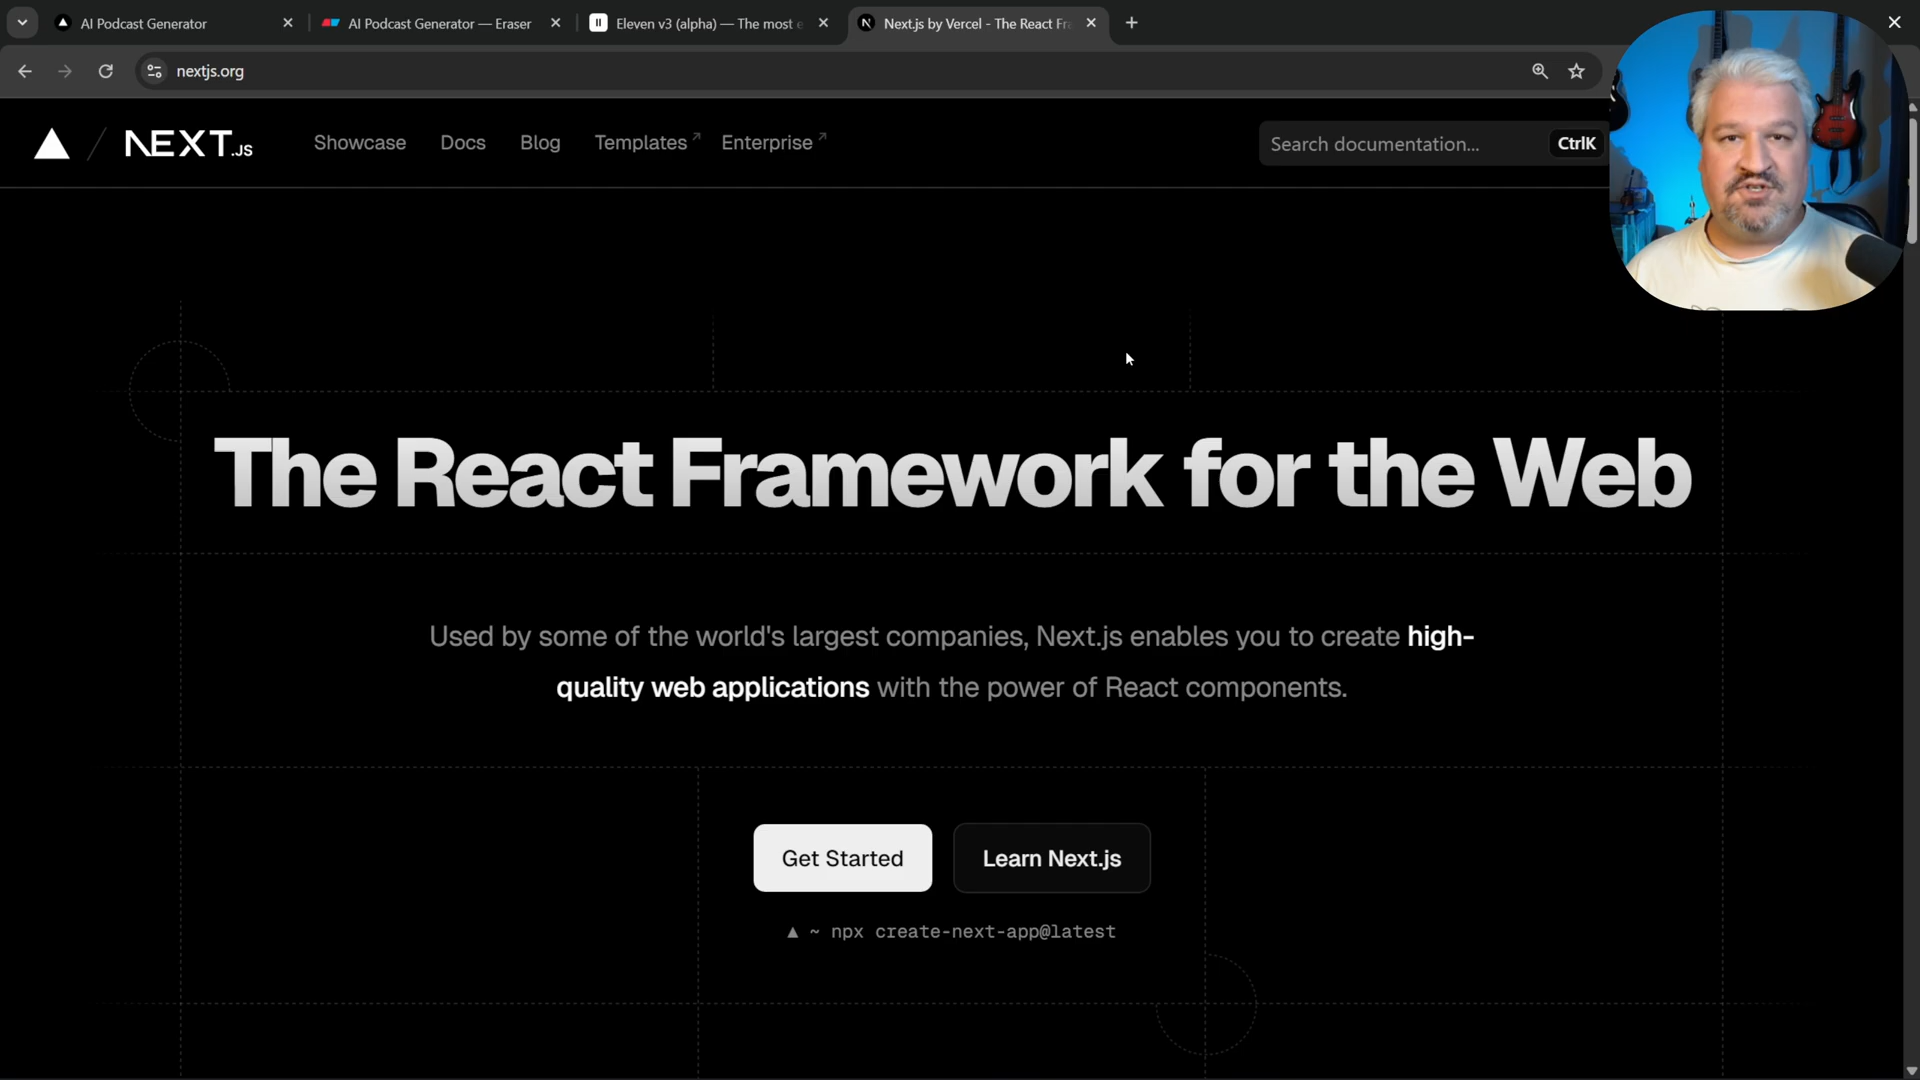 AI Podcast Generator
AI Podcast Generator — Eraser
Eleven v3 (alpha) — The most e
Next.js by Vercel - The React Fra
nextjs.org
NEXT.JS
Showcase
Docs
Blog
Templates
Enterprise
Search documentation...
CtrlK
The React Framework for the Web
Used by some of the world's largest companies, Next.js enables you to create high-
quality web applications with the power of React components.
Get Started
Learn Next.js
▲ ~ npx create-next-app@latest